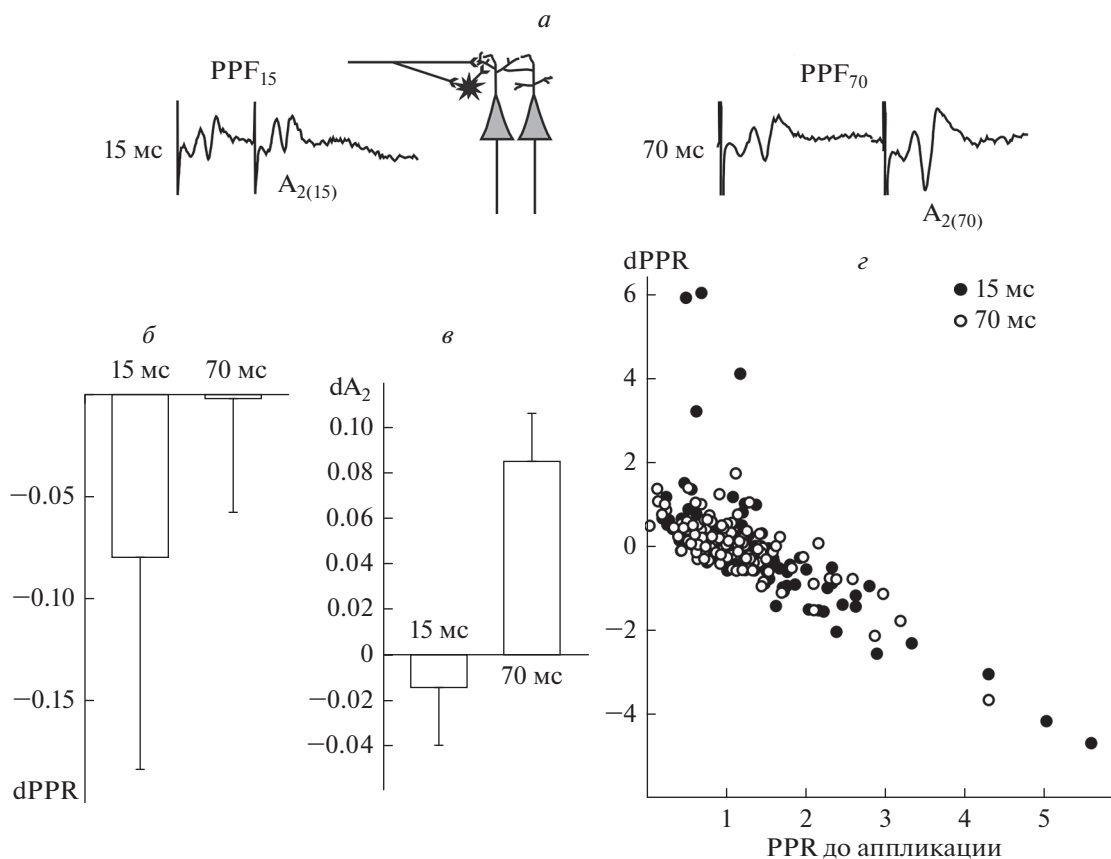 а
PPF15
PPF70
15 мс
A2(15)
70 мс
A2(70)
б
15 мс
70 мс
−0.05
−0.10
−0.15
dPPR
в
dA2
0.10
0.08
0.06
0.04
0.02
0
−0.02
−0.04
15 мс
70 мс
г
dPPR
15 мс
70 мс
6
4
2
0
−2
−4
1 2 3 4 5
PPR до аппликации